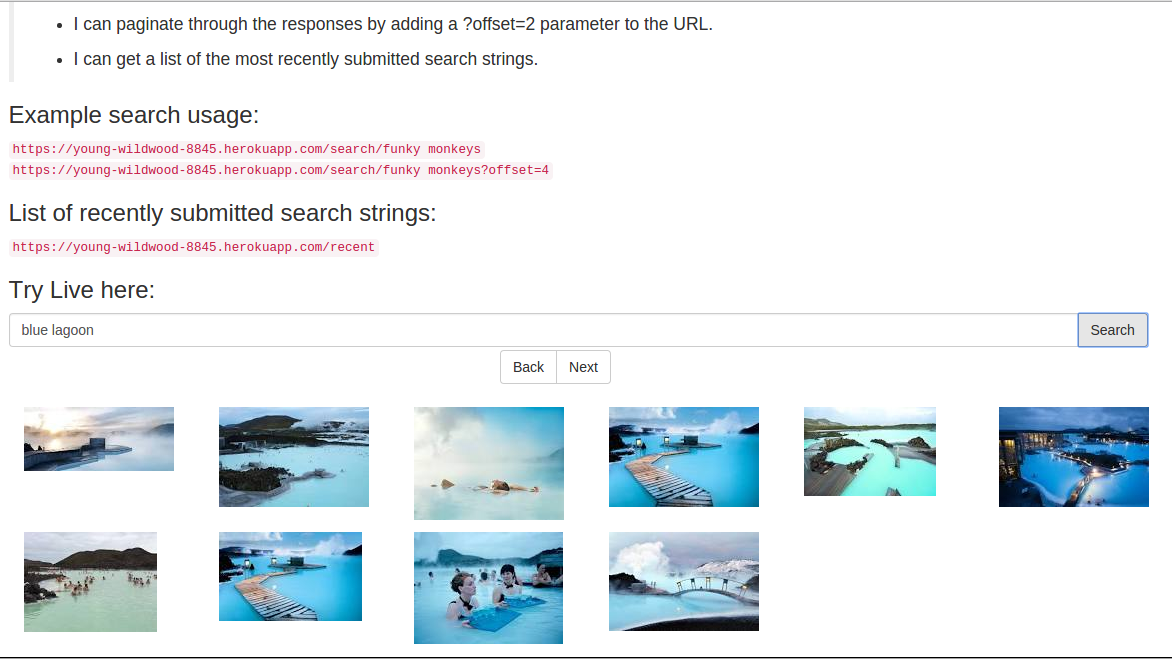 I can paginate through the responses by adding a ?offset=2 parameter to the URL.
I can get a list of the most recently submitted search strings.
Example search usage:
https://young-wildwood-8845.herokuapp.com/search/funky monkeys
https://young-wildwood-8845.herokuapp.com/search/funky monkeys?offset=4
List of recently submitted search strings:
https://young-wildwood-8845.herokuapp.com/recent
Try Live here:
blue lagoon Search
Back Next